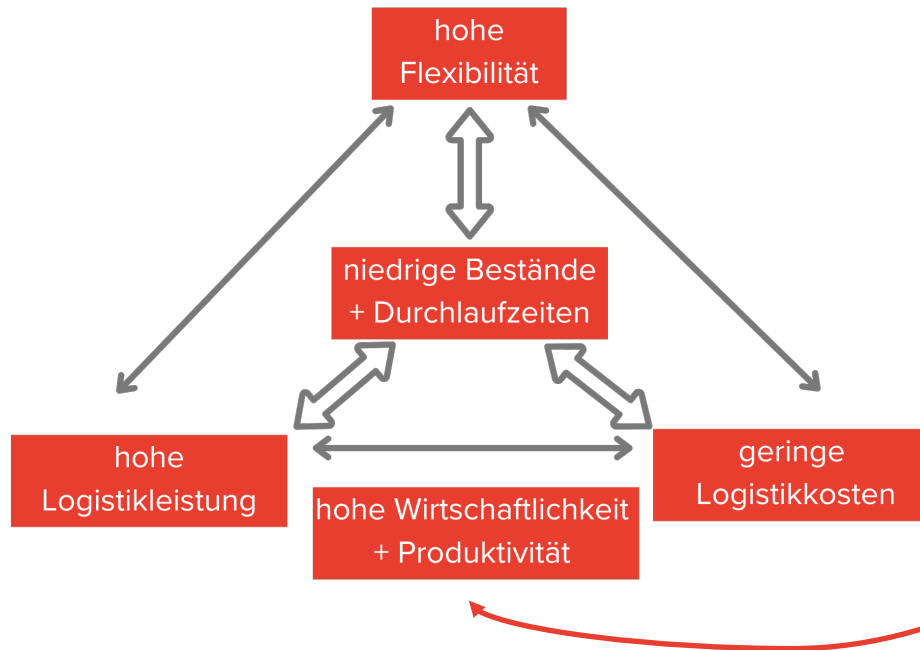 hohe
Flexibilität
niedrige Bestände
+ Durchlaufzeiten
hohe
Logistikleistung
geringe
Logistikkosten
hohe Wirtschaftlichkeit
+ Produktivität